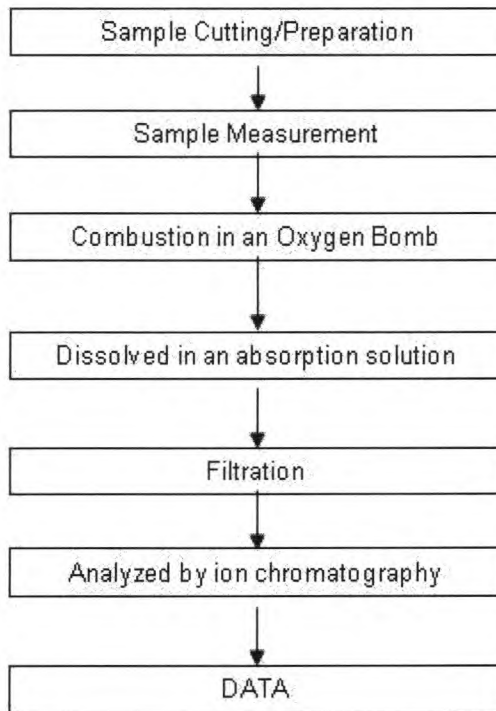 Sample Cutting/Preparation
Sample Measurement
Combustion in an Oxygen Bomb
Dissolved in an absorption solution
Filtration
Analyzed by ion chromatography
DATA